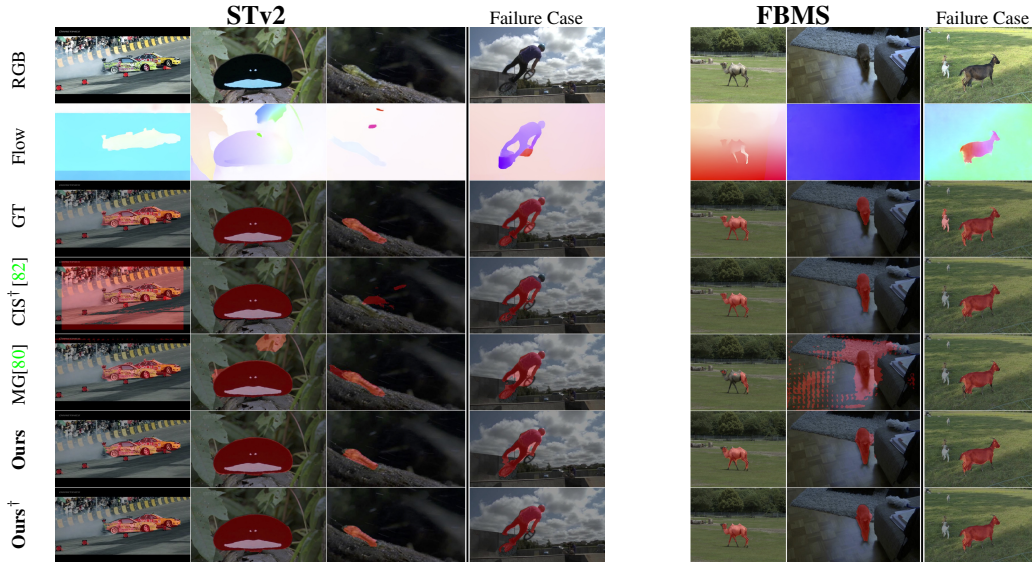 STv2
Failure Case
FBMS
Failure Case
RGB
Flow
GT
CIS† [82]
MG[80]
Ours
Ours†